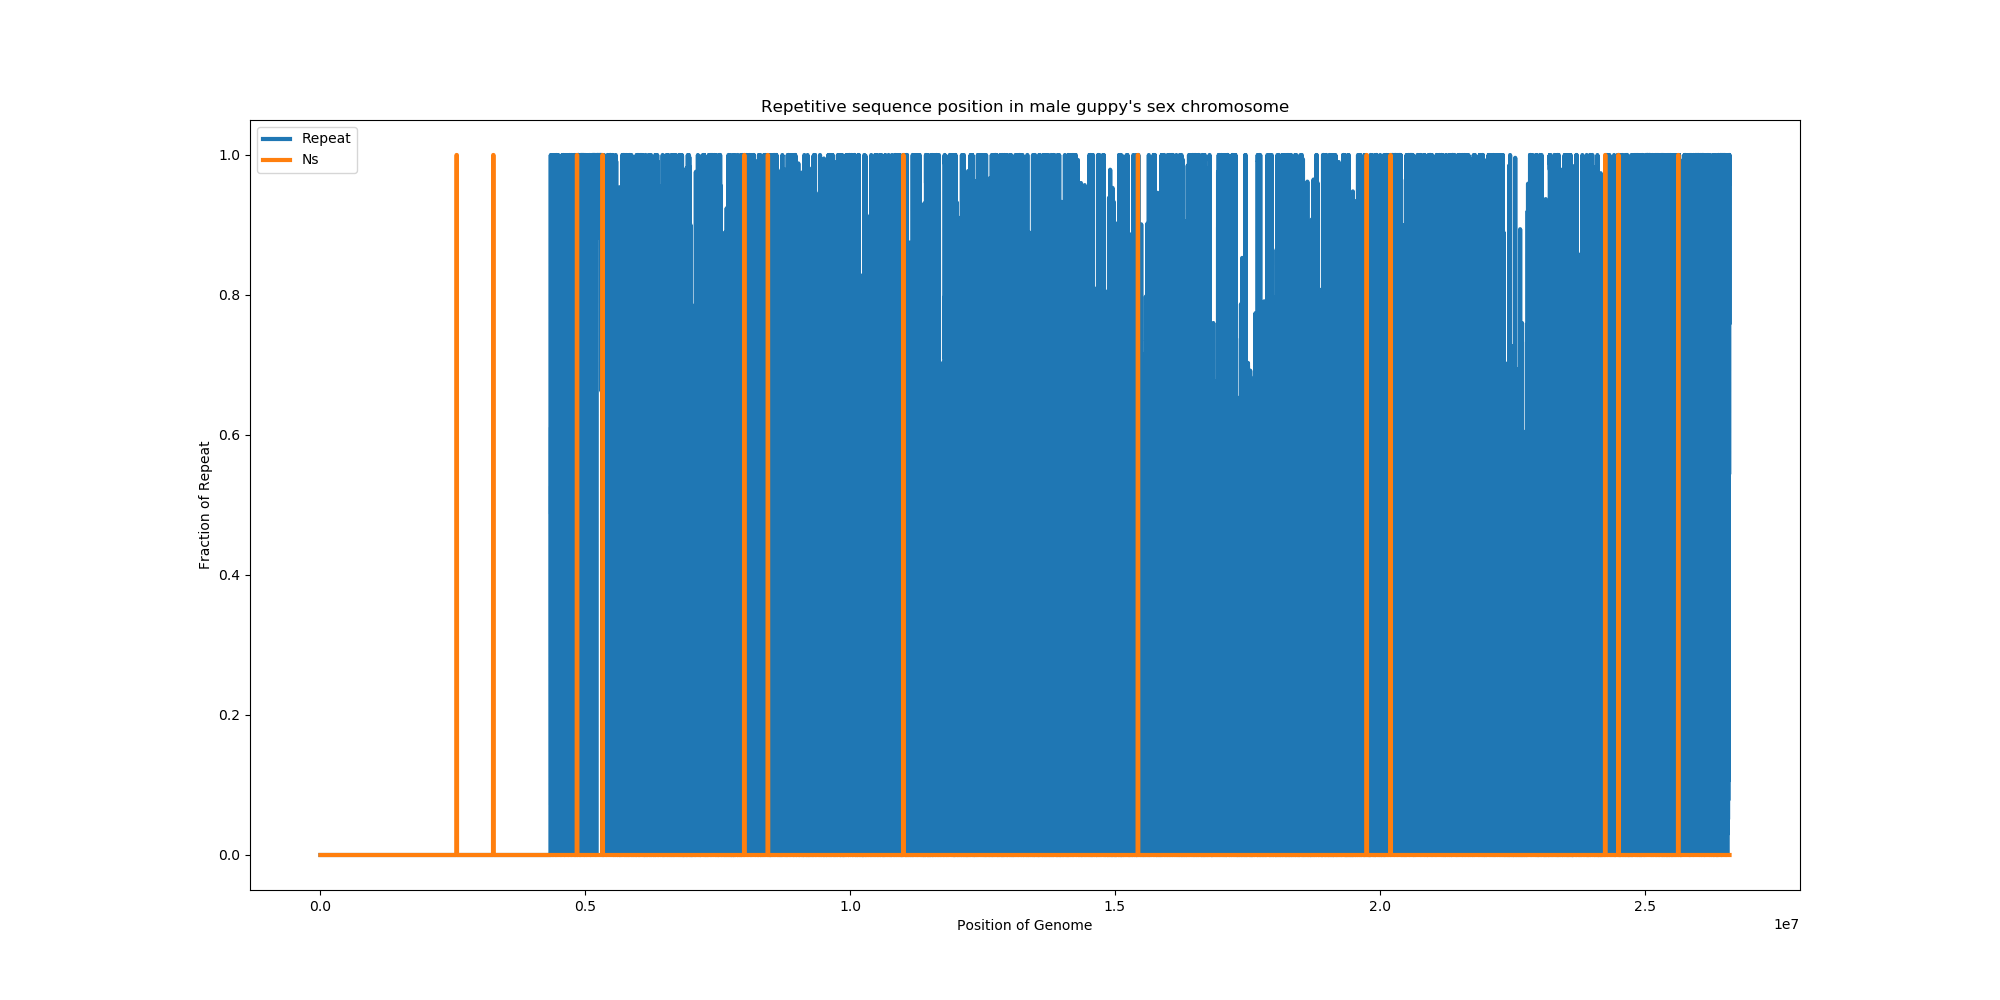 Repetitive sequence position in male guppy's sex chromosome
Repeat
Ns
1.0
0.8
0.6
0.4
0.2
0.0
Fraction of Repeat
0.0 0.5 1.0 1.5 2.0 2.5
Position of Genome
1e7